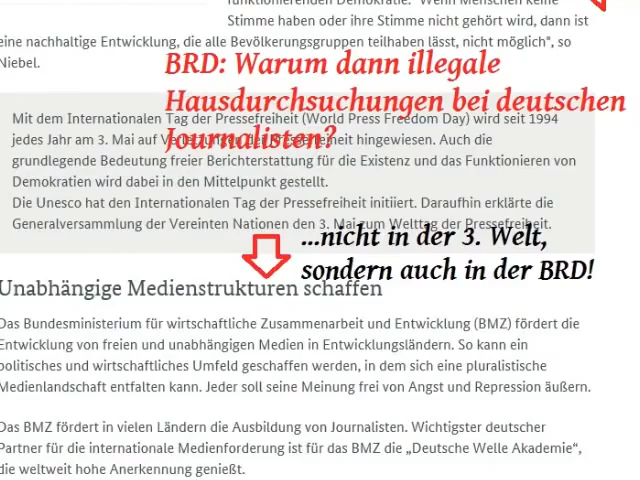 funktionierenden Demokratie. "Wenn Menschen keine
Stimme haben oder ihre Stimme nicht gehört wird, dann ist
eine nachhaltige Entwicklung, die alle Bevölkerungsgruppen teilhaben lässt, nicht möglich", so
Niebel.
BRD: Warum dann illegale
Hausdurchsuchungen bei deutschen
Journalisten?
Mit dem Internationalen Tag der Pressefreiheit (World Press Freedom Day) wird seit 1994
jedes Jahr am 3. Mai auf Verletzungen der Pressefreiheit hingewiesen. Auch die
grundlegende Bedeutung freier Berichterstattung für die Existenz und das Funktionieren von
Demokratien wird dabei in den Mittelpunkt gestellt.
Die Unesco hat den Internationalen Tag der Pressefreiheit initiiert. Daraufhin erklärte die
Generalversammlung der Vereinten Nationen den 3. Mai zum Welttag der Pressefreiheit.
...nicht in der 3. Welt,
sondern auch in der BRD!
Unabhängige Medienstrukturen schaffen
Das Bundesministerium für wirtschaftliche Zusammenarbeit und Entwicklung (BMZ) fördert die
Entwicklung von freien und unabhängigen Medien in Entwicklungsländern. So kann ein
politisches und wirtschaftliches Umfeld geschaffen werden, in dem sich eine pluralistische
Medienlandschaft entfalten kann. Jeder soll seine Meinung frei von Angst und Repression äußern.
Das BMZ fördert in vielen Ländern die Ausbildung von Journalisten. Wichtigster deutscher
Partner für die internationale Medienforderung ist für das BMZ die „Deutsche Welle Akademie“,
die weltweit hohe Anerkennung genießt.